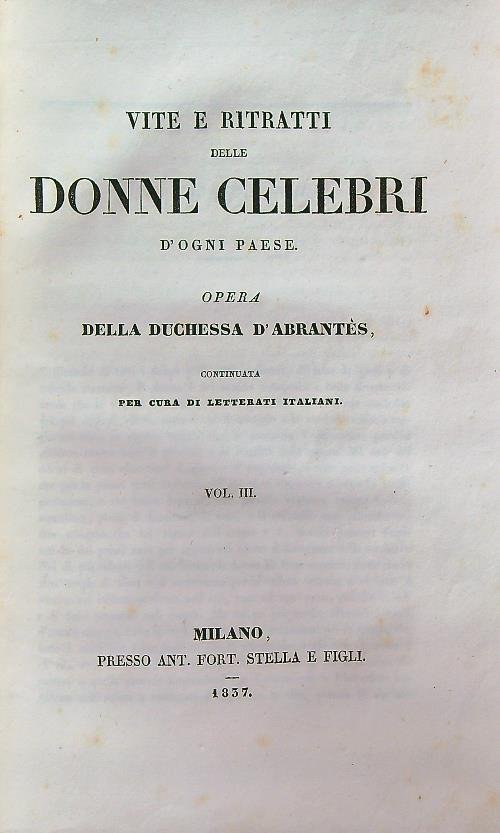 VITE E RITRATTI
DELLE
DONNE CELEBRI
D'OGNI PAESE.
OPERA
DELLA DUCHESSA D'ABRANTÈS,
CONTINUATA
PER CURA DI LETTERATI ITALIANI.
VOL. III.
MILANO,
PRESSO ANT. FORT. STELLA E FIGLI.
1837.